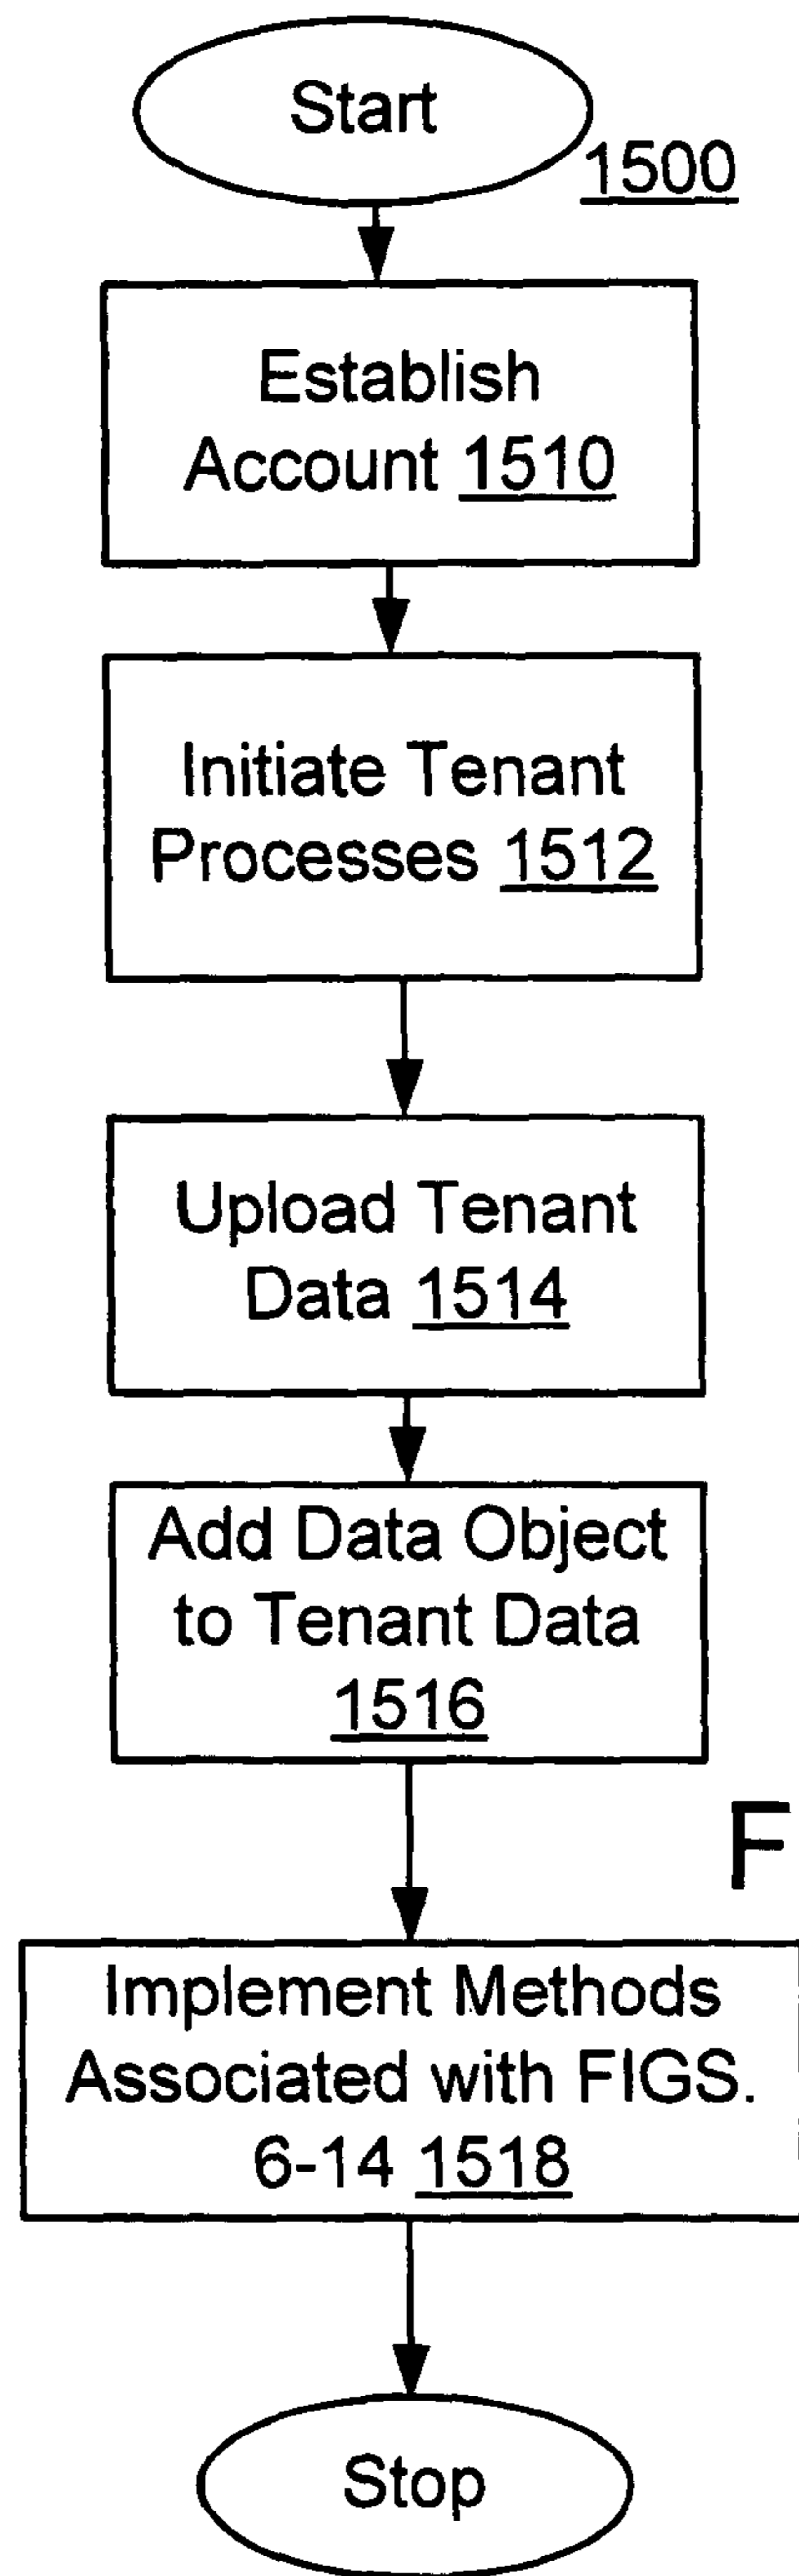 Start
1500
Establish
Account 1510
Initiate Tenant
Processes 1512
Upload Tenant
Data 1514
Add Data Object
to Tenant Data
1516
F
Implement Methods
Associated with FIGS.
6-14 1518
Stop